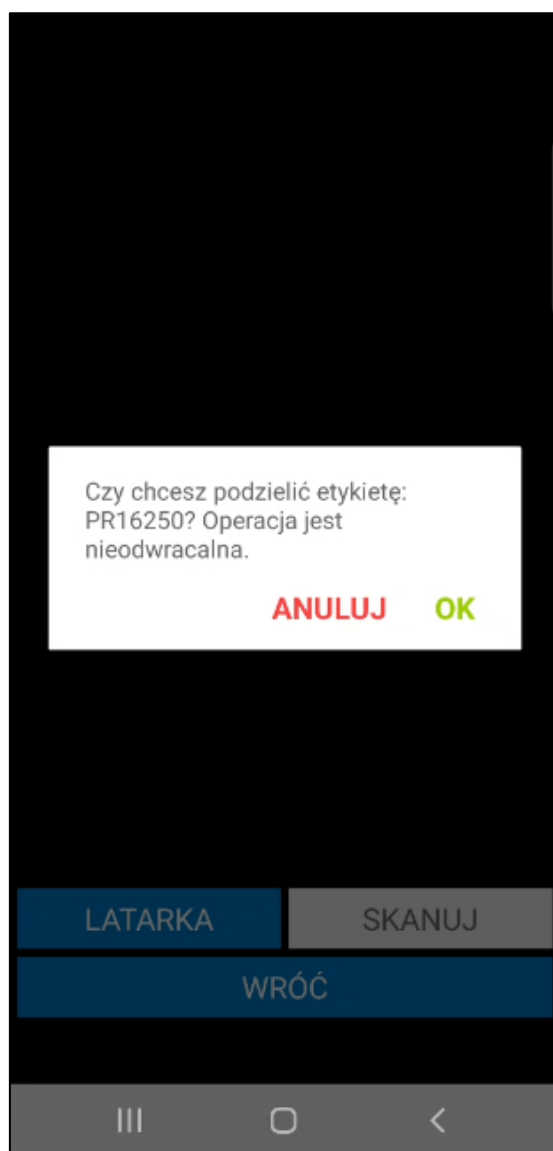 Czy chcesz podzielić etykietę:
PR16250? Operacja jest
nieodwracalna.
ANULUJ OK
LATARKA SKANUJ
WRÓĆ